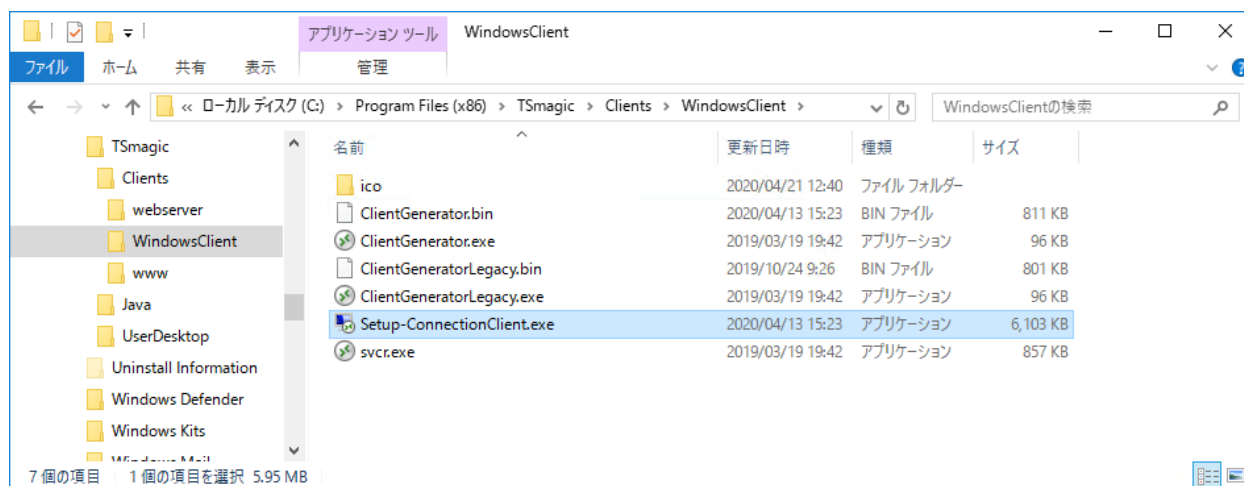 アプリケーション ツール WindowsClient
ファイル ホーム 共有 表示 管理
« ローカル ディスク (C:) › Program Files (x86) › TSmagic › Clients › WindowsClient › WindowsClientの検索
TSmagic
Clients
webserver
WindowsClient
www
Java
UserDesktop
Uninstall Information
Windows Defender
Windows Kits
Windows Mail
名前 更新日時 種類 サイズ
ico 2020/04/21 12:40 ファイル フォルダー
ClientGenerator.bin 2020/04/13 15:23 BIN ファイル 811 KB
ClientGenerator.exe 2019/03/19 19:42 アプリケーション 96 KB
ClientGeneratorLegacy.bin 2019/10/24 9:26 BIN ファイル 801 KB
ClientGeneratorLegacy.exe 2019/03/19 19:42 アプリケーション 96 KB
Setup-ConnectionClient.exe 2020/04/13 15:23 アプリケーション 6,103 KB
svcr.exe 2019/03/19 19:42 アプリケーション 857 KB
7 個の項目 1 個の項目を選択 5.95 MB